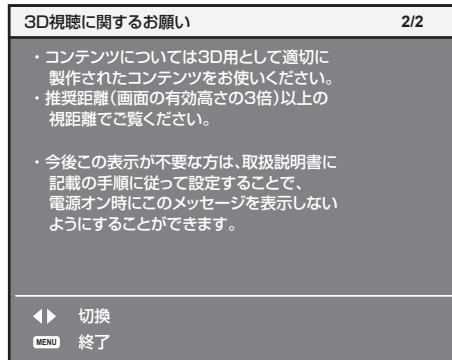 3D視聴に関するお願い 2/2
・コンテンツについては3D用として適切に
製作されたコンテンツをお使いください。
・推奨距離(画面の有効高さの3倍)以上の
視距離でご覧ください。
・今後この表示が不要な方は、取扱説明書に
記載の手順に従って設定することで、
電源オン時にこのメッセージを表示しない
ようにすることができます。
◀▶ 切換
MENU 終了